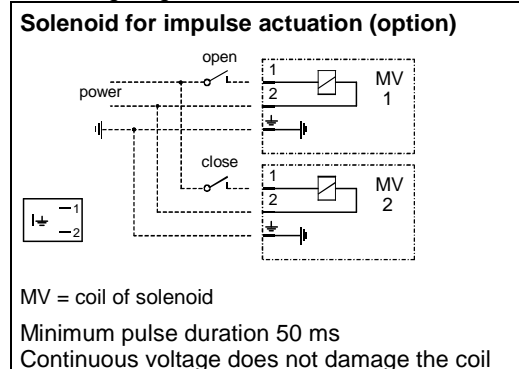 Solenoid for impulse actuation (option)
open
1
2
MV
1
power
close
1
2
MV
2
1
2
MV = coil of solenoid
Minimum pulse duration 50 ms
Continuous voltage does not damage the coil